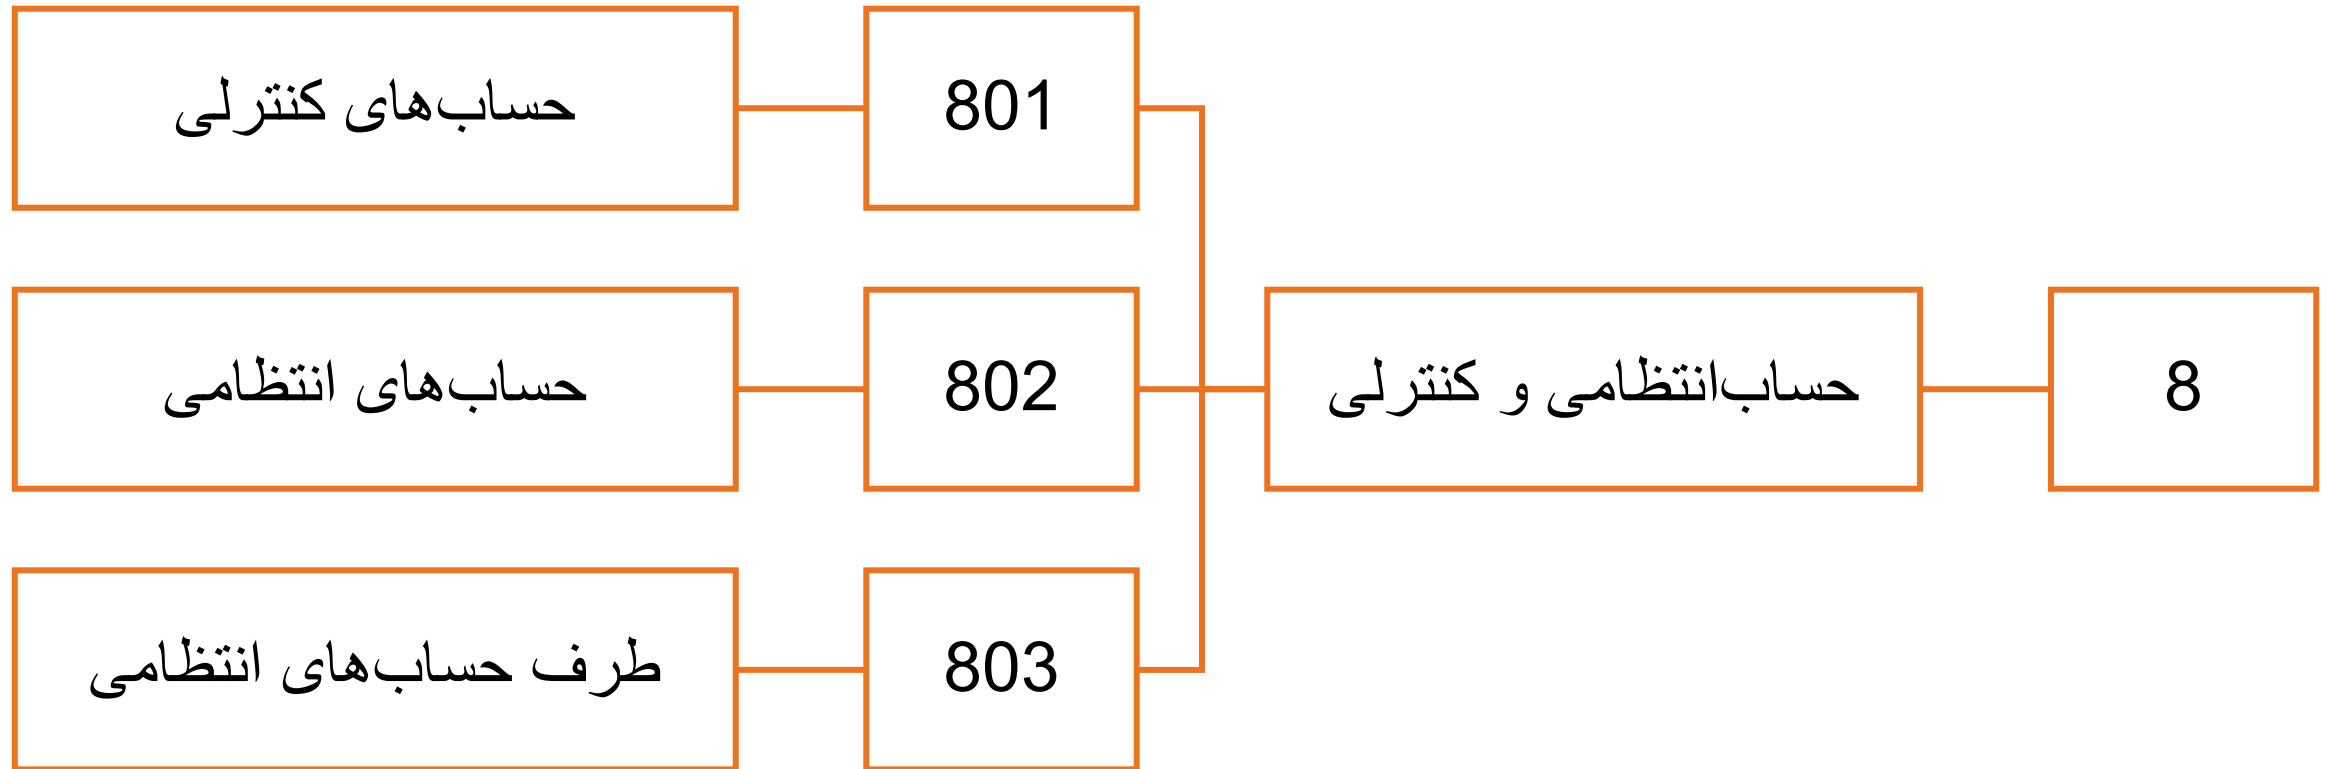 8
حساب‌انتظامی و کنترلی
801
حساب‌های کنترلی
802
حساب‌های انتظامی
803
طرف حساب‌های انتظامی